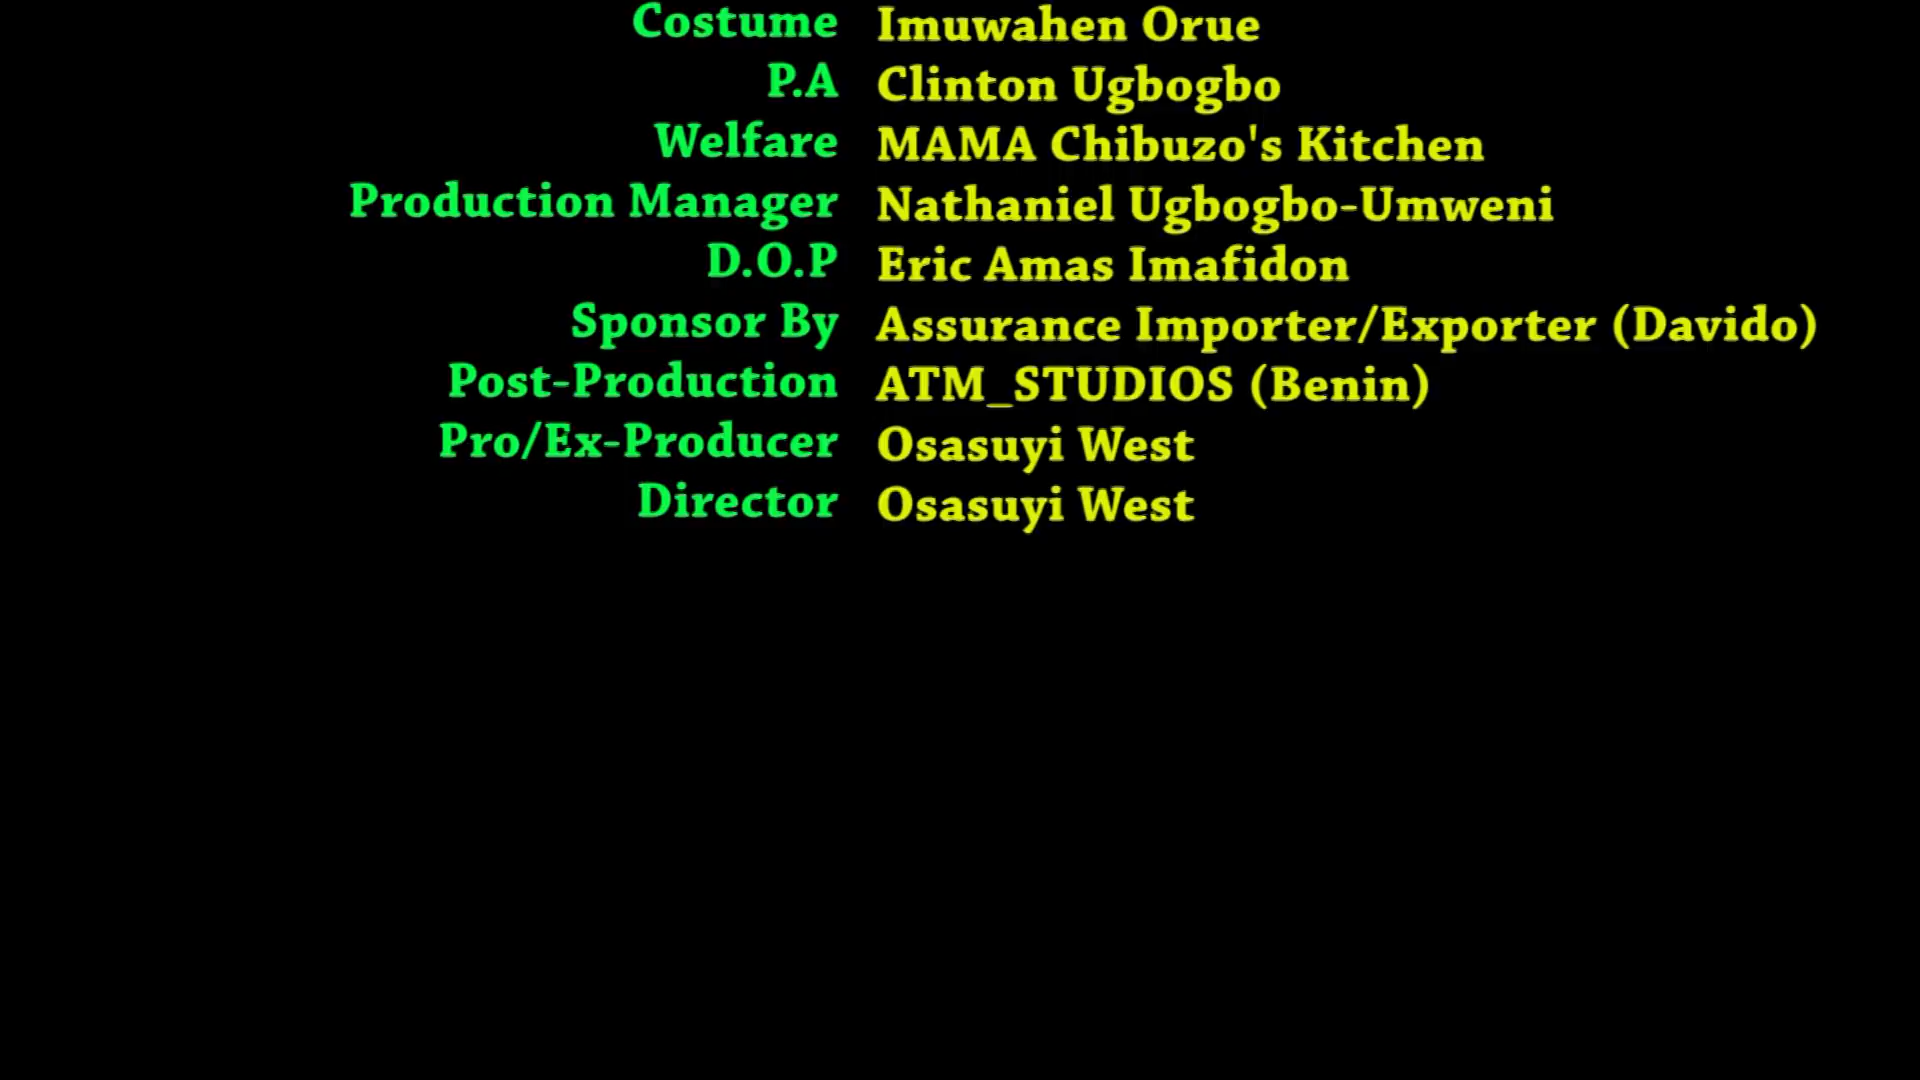 Costume Imuwahen Orue
P.A Clinton Ugbogbo
Welfare MAMA Chibuzo's Kitchen
Production Manager Nathaniel Ugbogbo-Umweni
D.O.P Eric Amas Imafidon
Sponsor By Assurance Importer/Exporter (Davido)
Post-Production ATM_STUDIOS (Benin)
Pro/Ex-Producer Osasuyi West
Director Osasuyi West